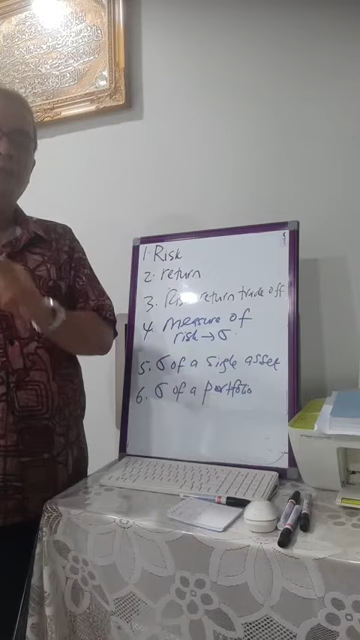 1. Risk
2. return
3. Risk return trade off
4. measure of
risk → σ
5. σ of a single asset
6. σ of a portfolio